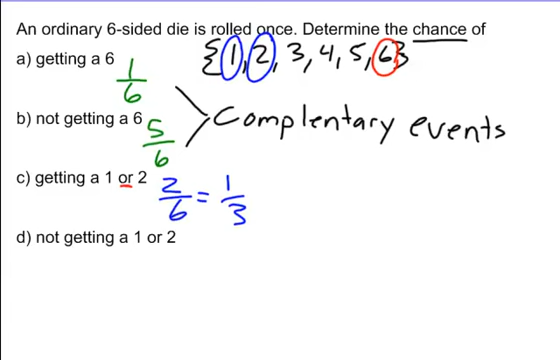 An ordinary 6-sided die is rolled once. Determine the chance of
{1, 2, 3, 4, 5, 6}
a) getting a 6 1/6
b) not getting a 6 5/6
Complentary events
c) getting a 1 or 2 2/6 = 1/3
d) not getting a 1 or 2